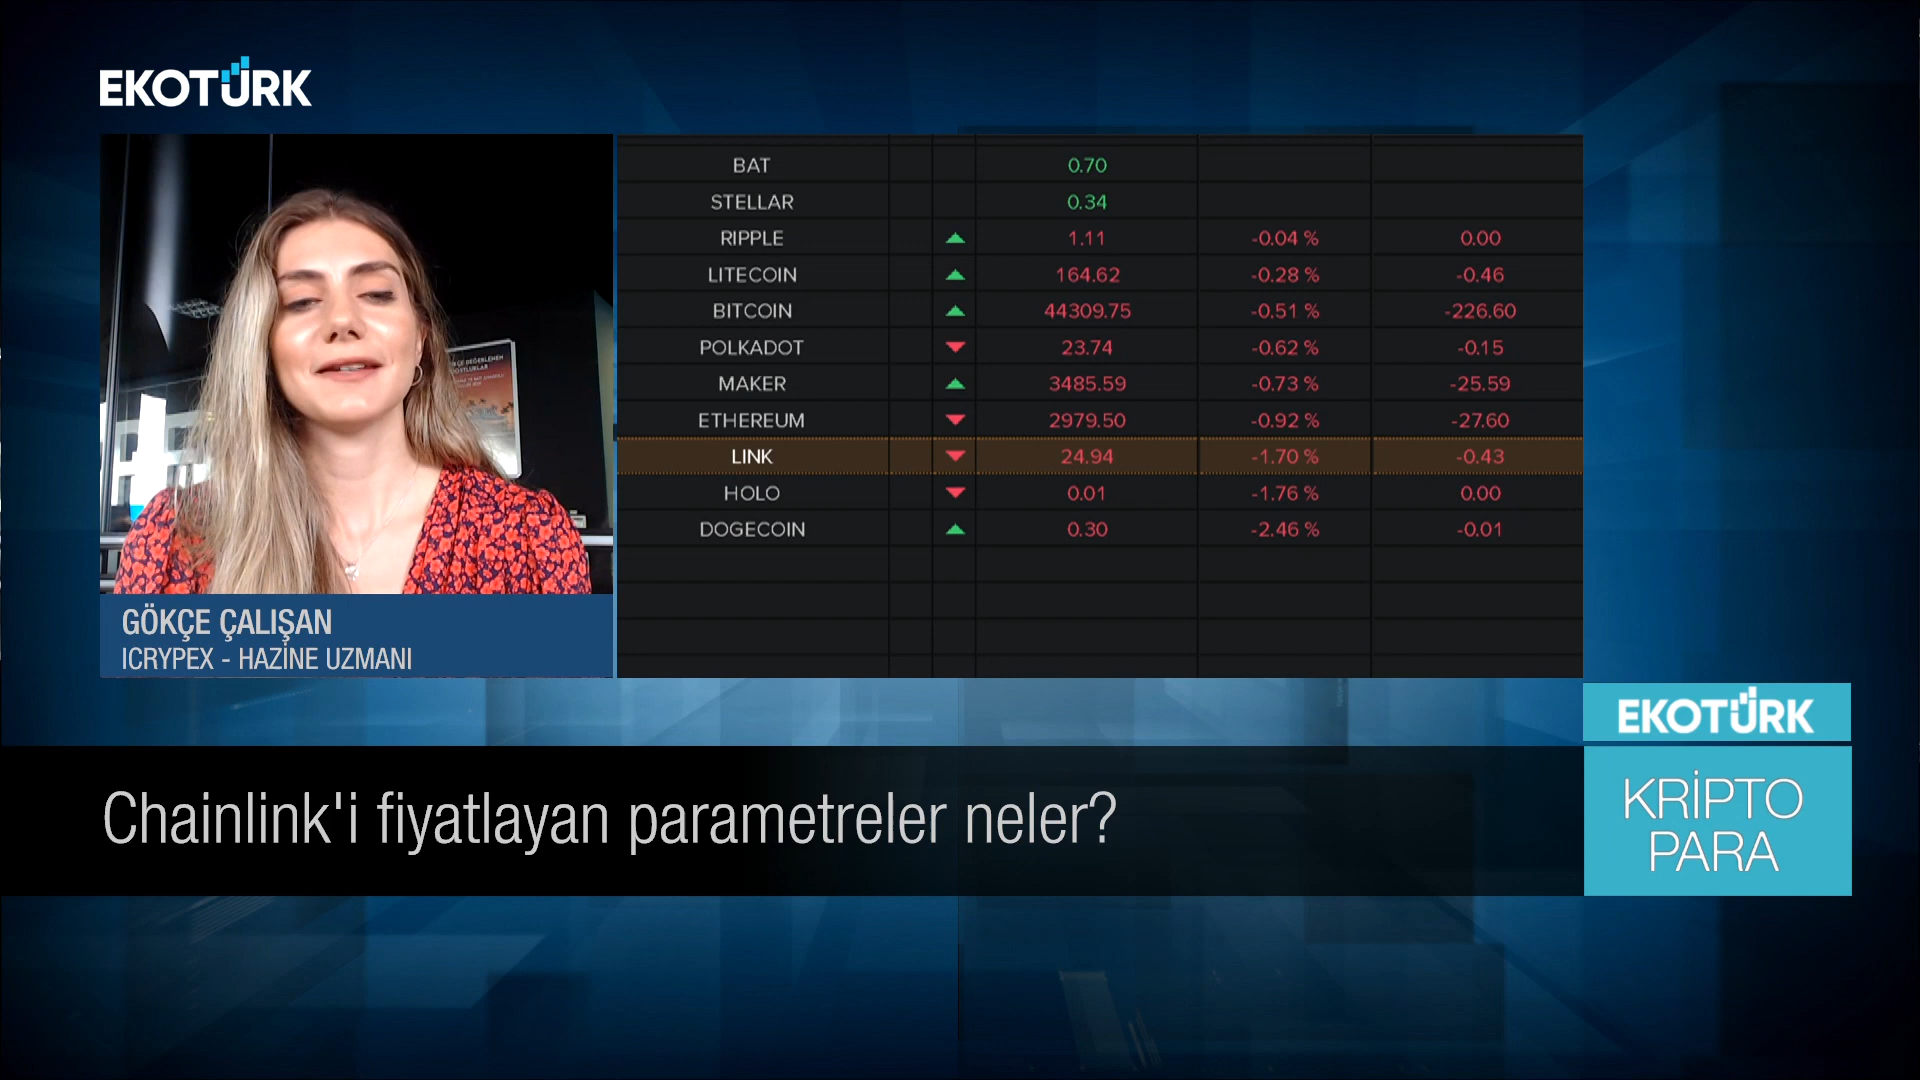 EKOTÜRK
BAT 0.70
STELLAR 0.34
RIPPLE 1.11 -0.04 % 0.00
LITECOIN 164.62 -0.28 % -0.46
BITCOIN 44309.75 -0.51 % -226.60
POLKADOT 23.74 -0.62 % -0.15
MAKER 3485.59 -0.73 % -25.59
ETHEREUM 2979.50 -0.92 % -27.60
LINK 24.94 -1.70 % -0.43
HOLO 0.01 -1.76 % 0.00
DOGECOIN 0.30 -2.46 % -0.01
GÖKÇE ÇALIŞAN
ICRYPEX - HAZİNE UZMANI
EKOTÜRK
Chainlink'i fiyatlayan parametreler neler?
KRİPTO
PARA